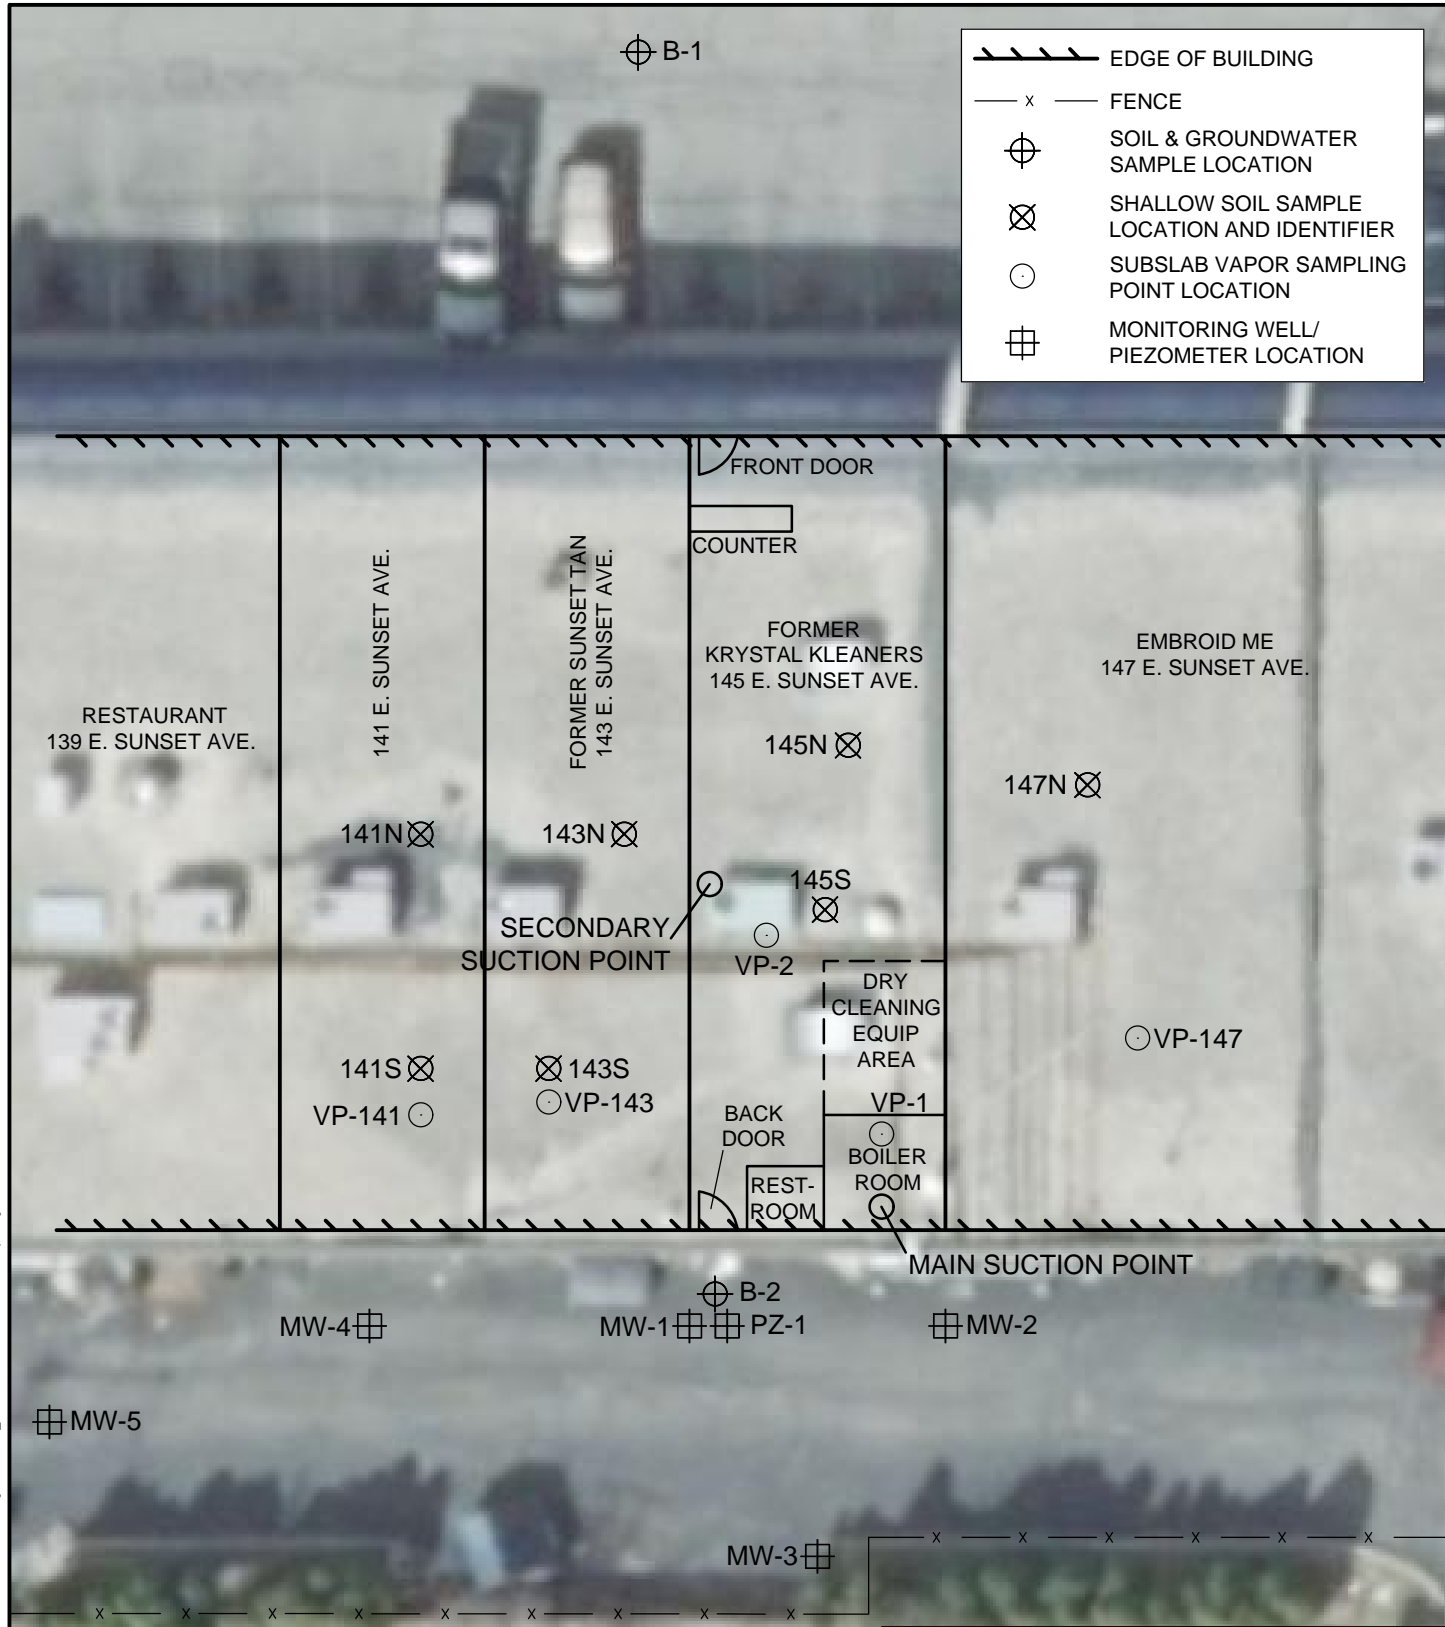 B-1
EDGE OF BUILDING
x FENCE
SOIL & GROUNDWATER
SAMPLE LOCATION
SHALLOW SOIL SAMPLE
LOCATION AND IDENTIFIER
SUBSLAB VAPOR SAMPLING
POINT LOCATION
MONITORING WELL/
PIEZOMETER LOCATION
FRONT DOOR
COUNTER
RESTAURANT
139 E. SUNSET AVE.
141 E. SUNSET AVE.
FORMER SUNSET TAN
143 E. SUNSET AVE.
FORMER
KRYSTAL KLEANERS
145 E. SUNSET AVE.
EMBROID ME
147 E. SUNSET AVE.
145N
147N
141N
143N
145S
SECONDARY
SUCTION POINT
VP-2
DRY
CLEANING
EQUIP
AREA
VP-147
141S
143S
VP-141
VP-143
VP-1
BACK
DOOR
BOILER
ROOM
REST-
ROOM
MAIN SUCTION POINT
B-2
MW-4
MW-1
PZ-1
MW-2
MW-5
MW-3
x x x x x x
x x x x x x x x x